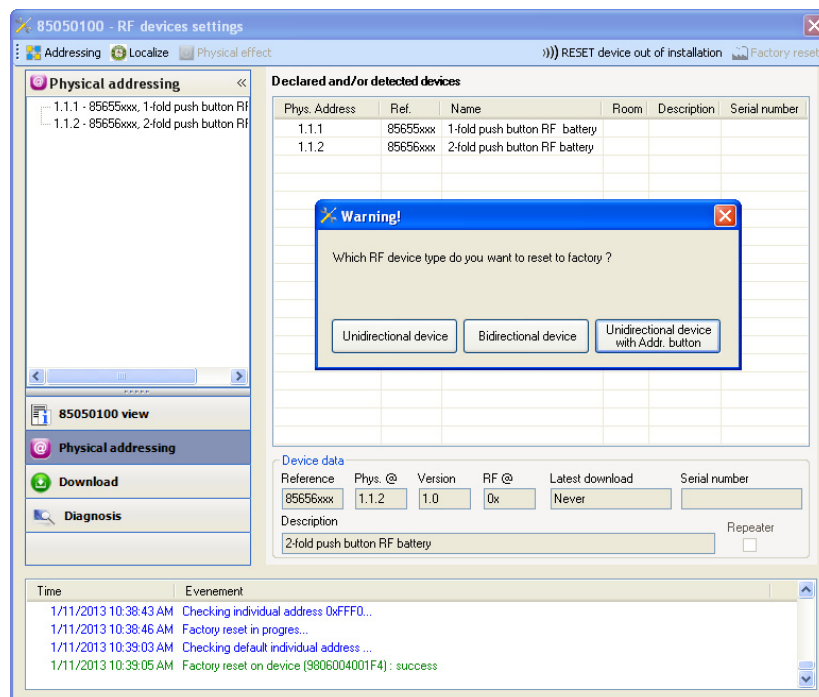 85050100 - RF devices settings
Addressing Localize Physical effect RESET device out of installation Factory reset
Physical addressing
1.1.1 - 85655xxx, 1-fold push button RF
1.1.2 - 85656xxx, 2-fold push button RF
Declared and/or detected devices
Phys. Address Ref. Name Room Description Serial number
1.1.1 85655xxx 1-fold push button RF battery
1.1.2 85656xxx 2-fold push button RF battery
Warning!
Which RF device type do you want to reset to factory ?
Unidirectional device
Bidirectional device
Unidirectional device
with Addr. button
85050100 view
Physical addressing
Download
Diagnosis
Device data
Reference Phys. @ Version RF @ Latest download Serial number
85656xxx 1.1.2 1.0 0x Never
Description
Repeater
2-fold push button RF battery
Time Evenement
1/11/2013 10:38:43 AM Checking individual address 0xFFF0...
1/11/2013 10:38:46 AM Factory reset in progres...
1/11/2013 10:39:03 AM Checking default individual address ...
1/11/2013 10:39:05 AM Factory reset on device (9806004001F4) : success